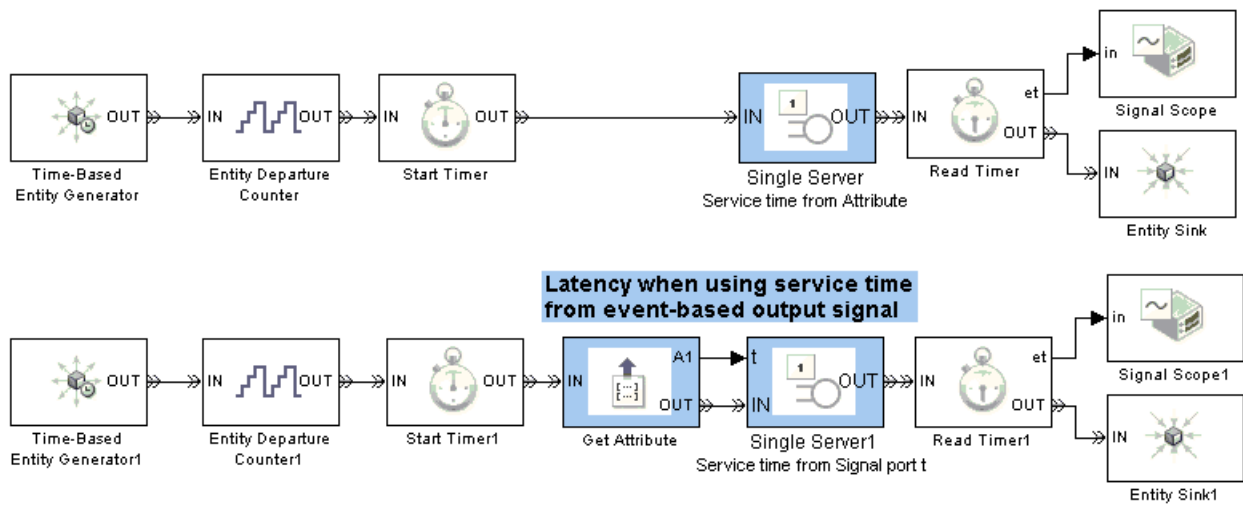 in
Signal Scope
OUT
IN
OUT
IN
OUT
IN
1
OUT
IN
et
OUT
Time-Based
Entity Generator
Entity Departure
Counter
Start Timer
Single Server
Service time from Attribute
Read Timer
IN
Entity Sink
Latency when using service time
from event-based output signal
in
Signal Scope1
OUT
IN
OUT
IN
OUT
IN
[...]
A1
OUT
t
IN
1
OUT
IN
et
OUT
Time-Based
Entity Generator1
Entity Departure
Counter1
Start Timer1
Get Attribute
Single Server1
Service time from Signal port t
Read Timer1
IN
Entity Sink1